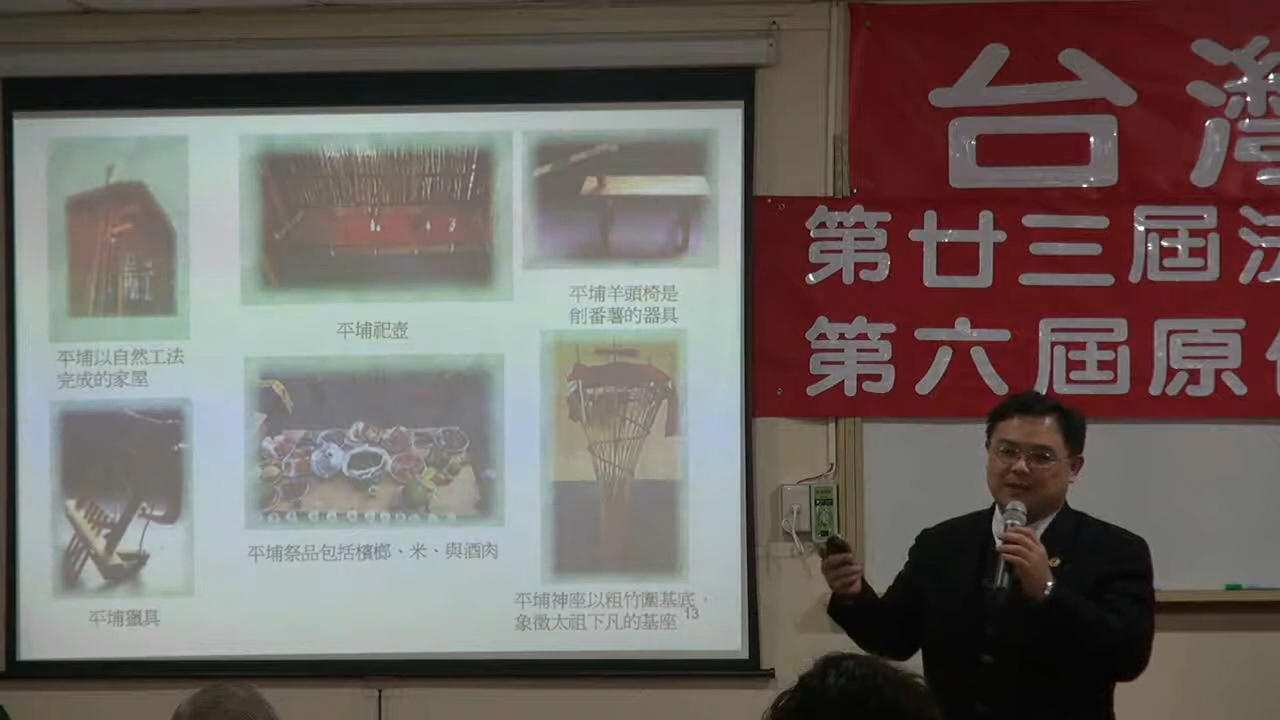 台灣
第廿三屆法
第六屆原住
平埔祀壺
平埔羊頭椅是
削番薯的器具
平埔以自然工法
完成的家屋
平埔祭品包括檳榔、米、與酒肉
平埔獵具
平埔神座以粗竹圍基底，
象徵太祖下凡的基座
13